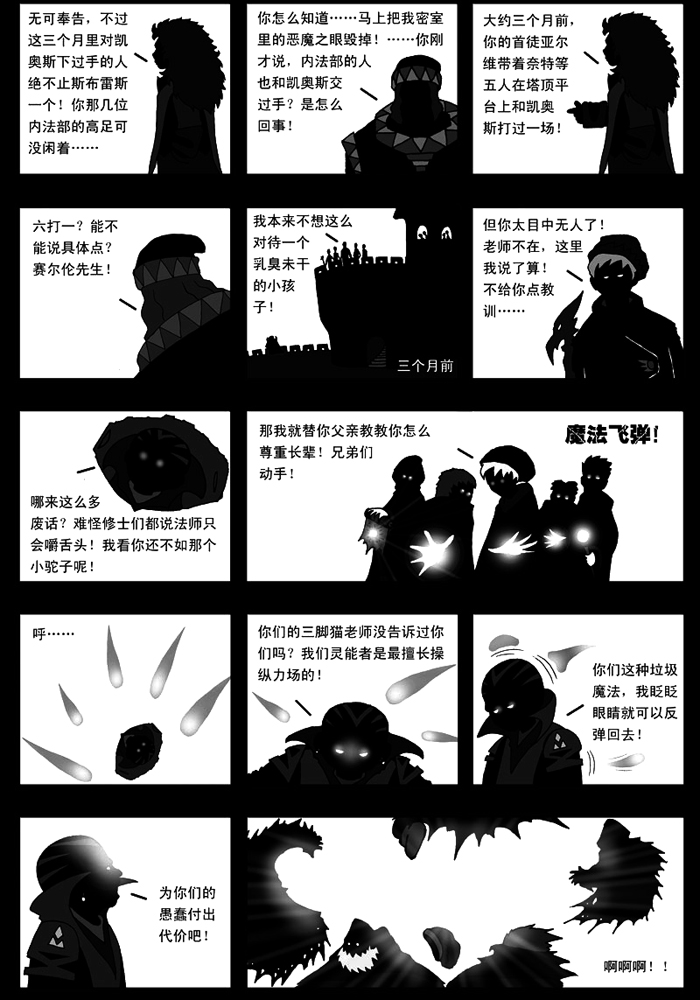 无可奉告，不过
这三个月里对凯
奥斯下过手的人
绝不止斯布雷斯
一个！你那几位
内法部的高足可
没闲着……
你怎么知道……马上把我密室
里的恶魔之眼毁掉！……你刚
才说，内法部的人
也和凯奥斯交
过手？是怎么
回事！
大约三个月前，
你的首徒亚尔
维带着奈特等
五人在塔顶平
台上和凯奥
斯打过一场！
六打一？能不
能说具体点？
赛尔伦先生！
我本来不想这么
对待一个
乳臭未干
的小孩
子！
三个月前
但你太目中无人了！
老师不在，这里
我说了算！
不给你点教
训……
哪来这么多
废话？难怪修士们都说法师只
会嚼舌头！我看你还不如那个
小驼子呢！
那我就替你父亲教教你怎么
尊重长辈！兄弟们
动手！
魔法飞弹！
呼……
你们的三脚猫老师没告诉过你
们吗？我们灵能者是最擅长操
纵力场的！
你们这种垃圾
魔法，我眨眨
眼睛就可以反
弹回去！
为你们的
愚蠢付出
代价吧！
啊啊啊！！